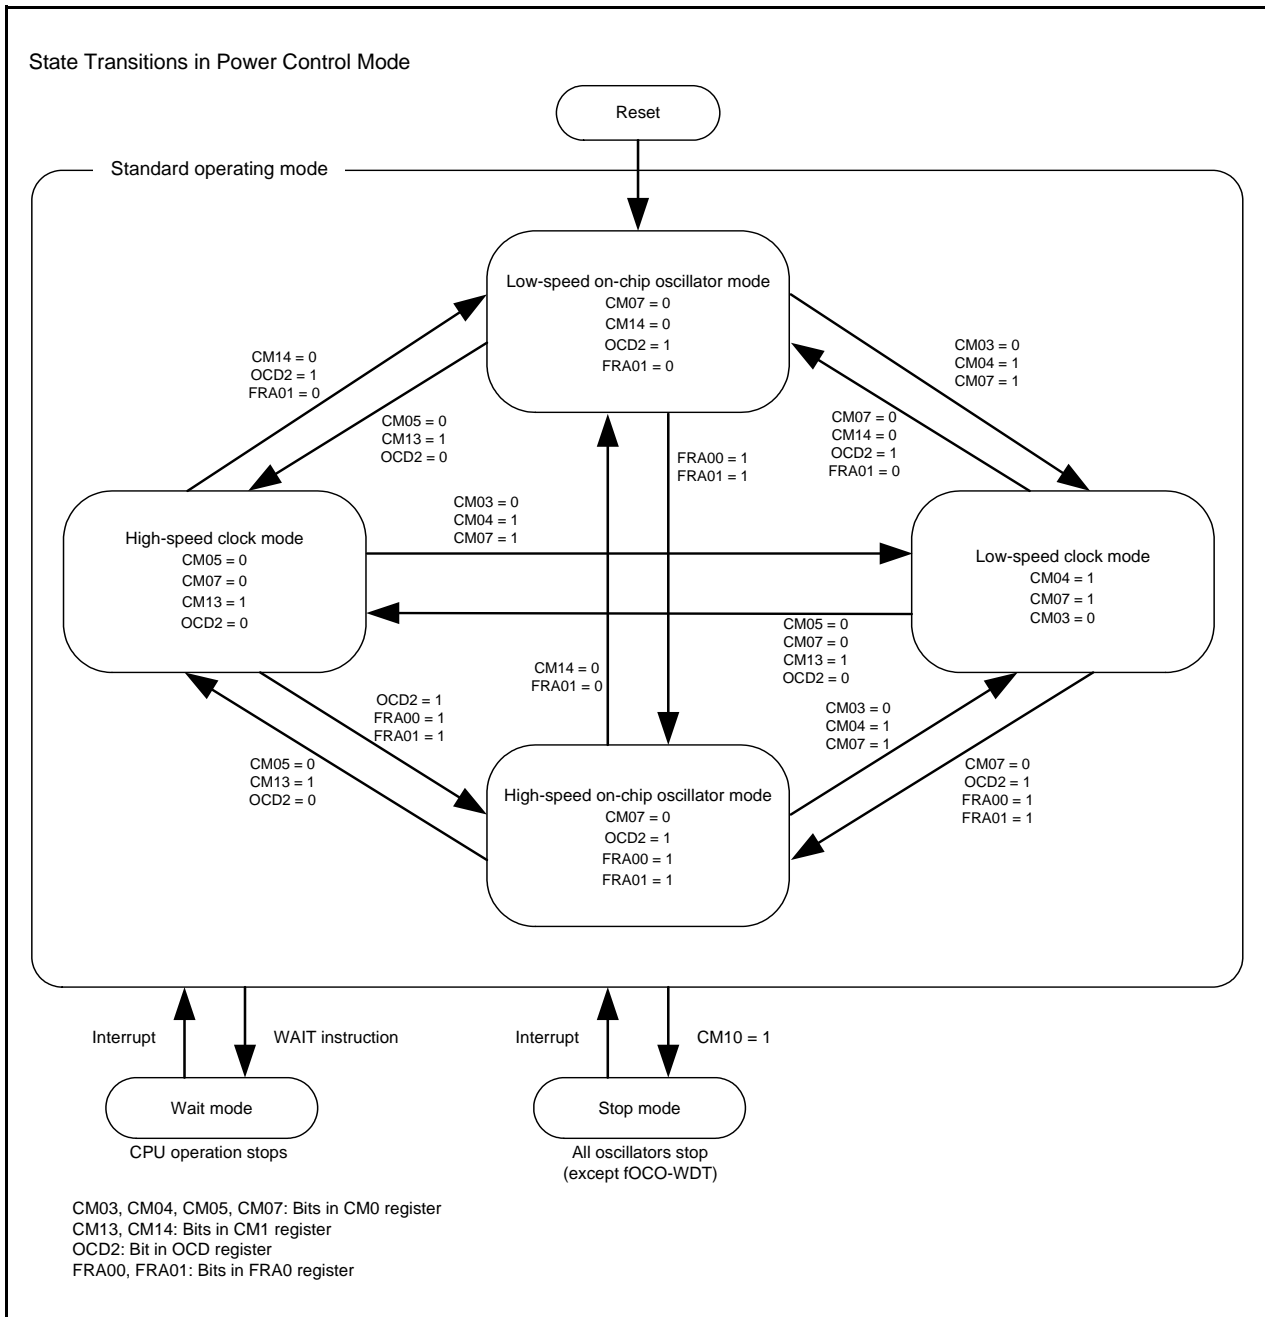 State Transitions in Power Control Mode
Reset
Standard operating mode
Low-speed on-chip oscillator mode
CM07 = 0
CM14 = 0
OCD2 = 1
FRA01 = 0
CM14 = 0
OCD2 = 1
FRA01 = 0
CM05 = 0
CM13 = 1
OCD2 = 0
CM03 = 0
CM04 = 1
CM07 = 1
CM07 = 0
CM14 = 0
OCD2 = 1
FRA01 = 0
FRA00 = 1
FRA01 = 1
High-speed clock mode
CM05 = 0
CM07 = 0
CM13 = 1
OCD2 = 0
CM03 = 0
CM04 = 1
CM07 = 1
Low-speed clock mode
CM04 = 1
CM07 = 1
CM03 = 0
CM05 = 0
CM07 = 0
CM13 = 1
OCD2 = 0
CM14 = 0
FRA01 = 0
OCD2 = 1
FRA00 = 1
FRA01 = 1
CM05 = 0
CM13 = 1
OCD2 = 0
CM03 = 0
CM04 = 1
CM07 = 1
CM07 = 0
OCD2 = 1
FRA00 = 1
FRA01 = 1
High-speed on-chip oscillator mode
CM07 = 0
OCD2 = 1
FRA00 = 1
FRA01 = 1
Interrupt
WAIT instruction
Interrupt
CM10 = 1
Wait mode
CPU operation stops
Stop mode
All oscillators stop
(except fOCO-WDT)
CM03, CM04, CM05, CM07: Bits in CM0 register
CM13, CM14: Bits in CM1 register
OCD2: Bit in OCD register
FRA00, FRA01: Bits in FRA0 register